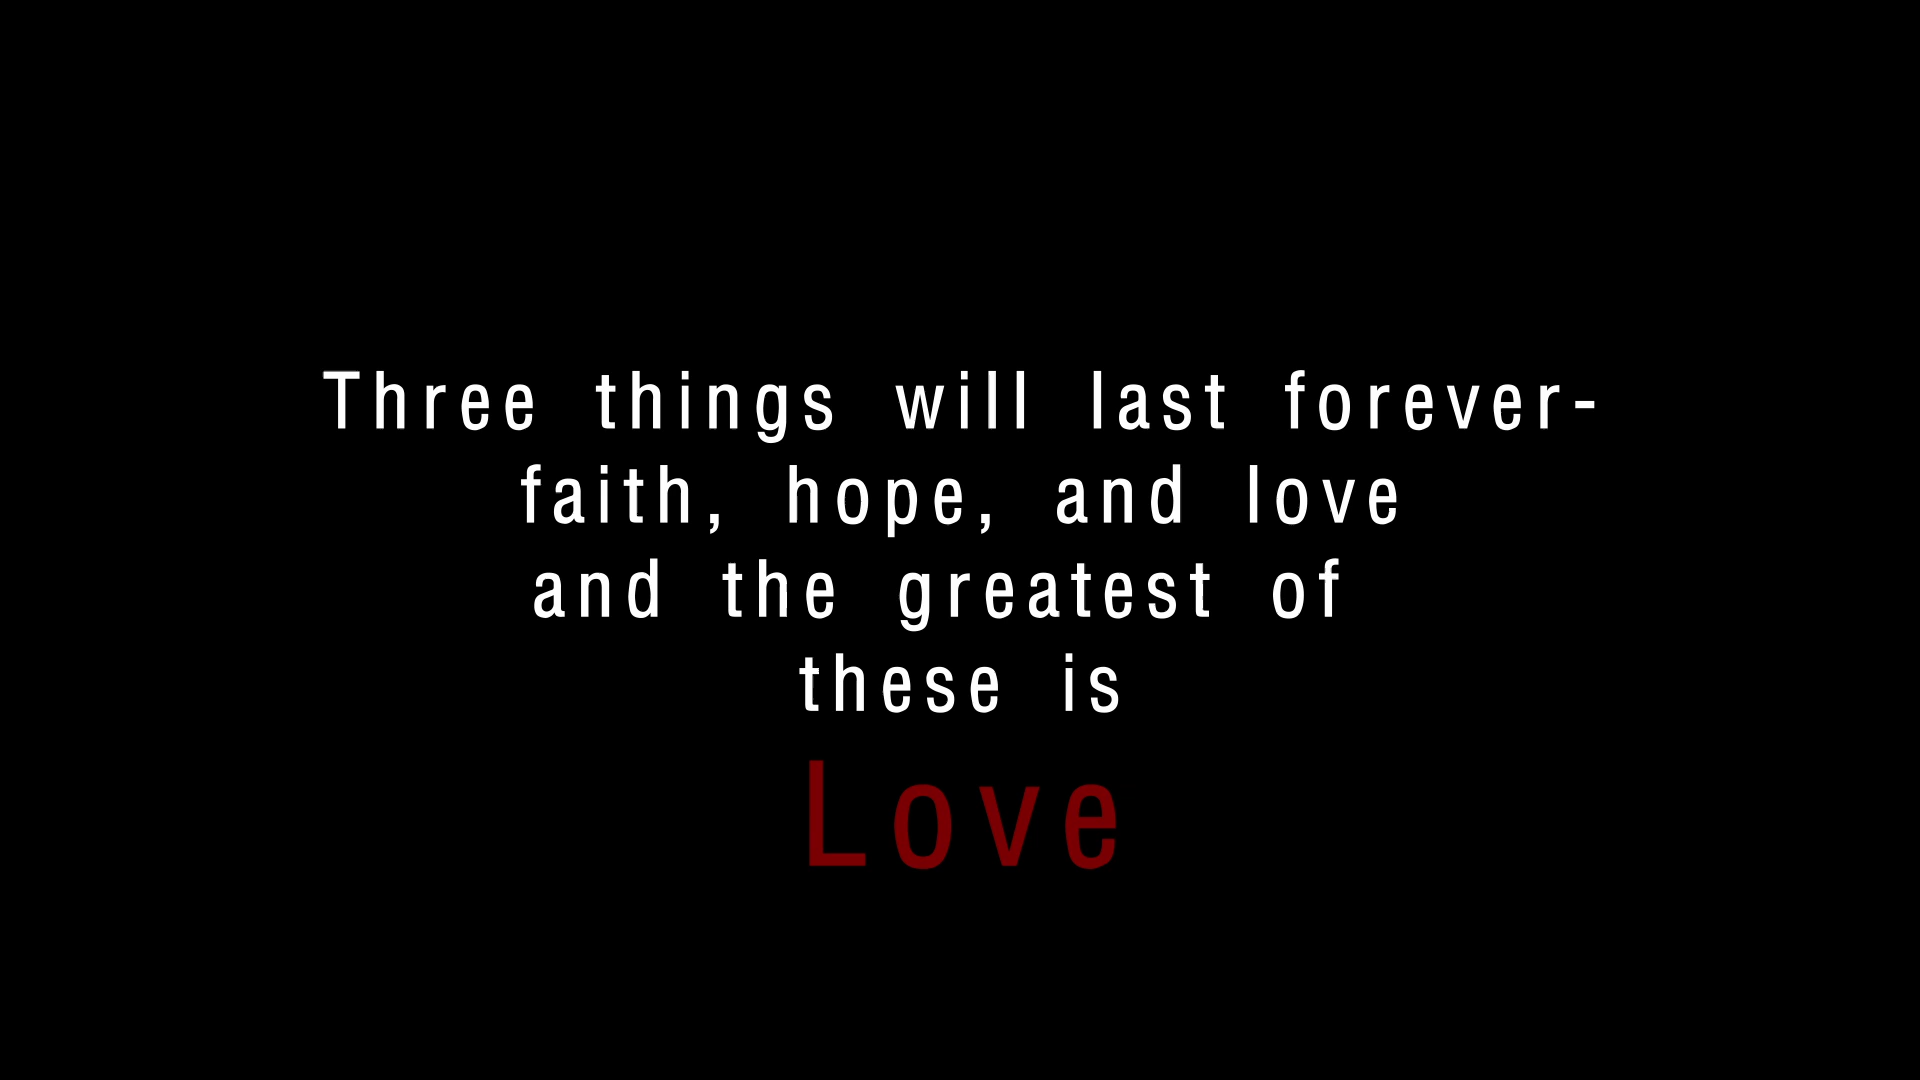 Three things will last forever-
faith, hope, and love
and the greatest of
these is
Love